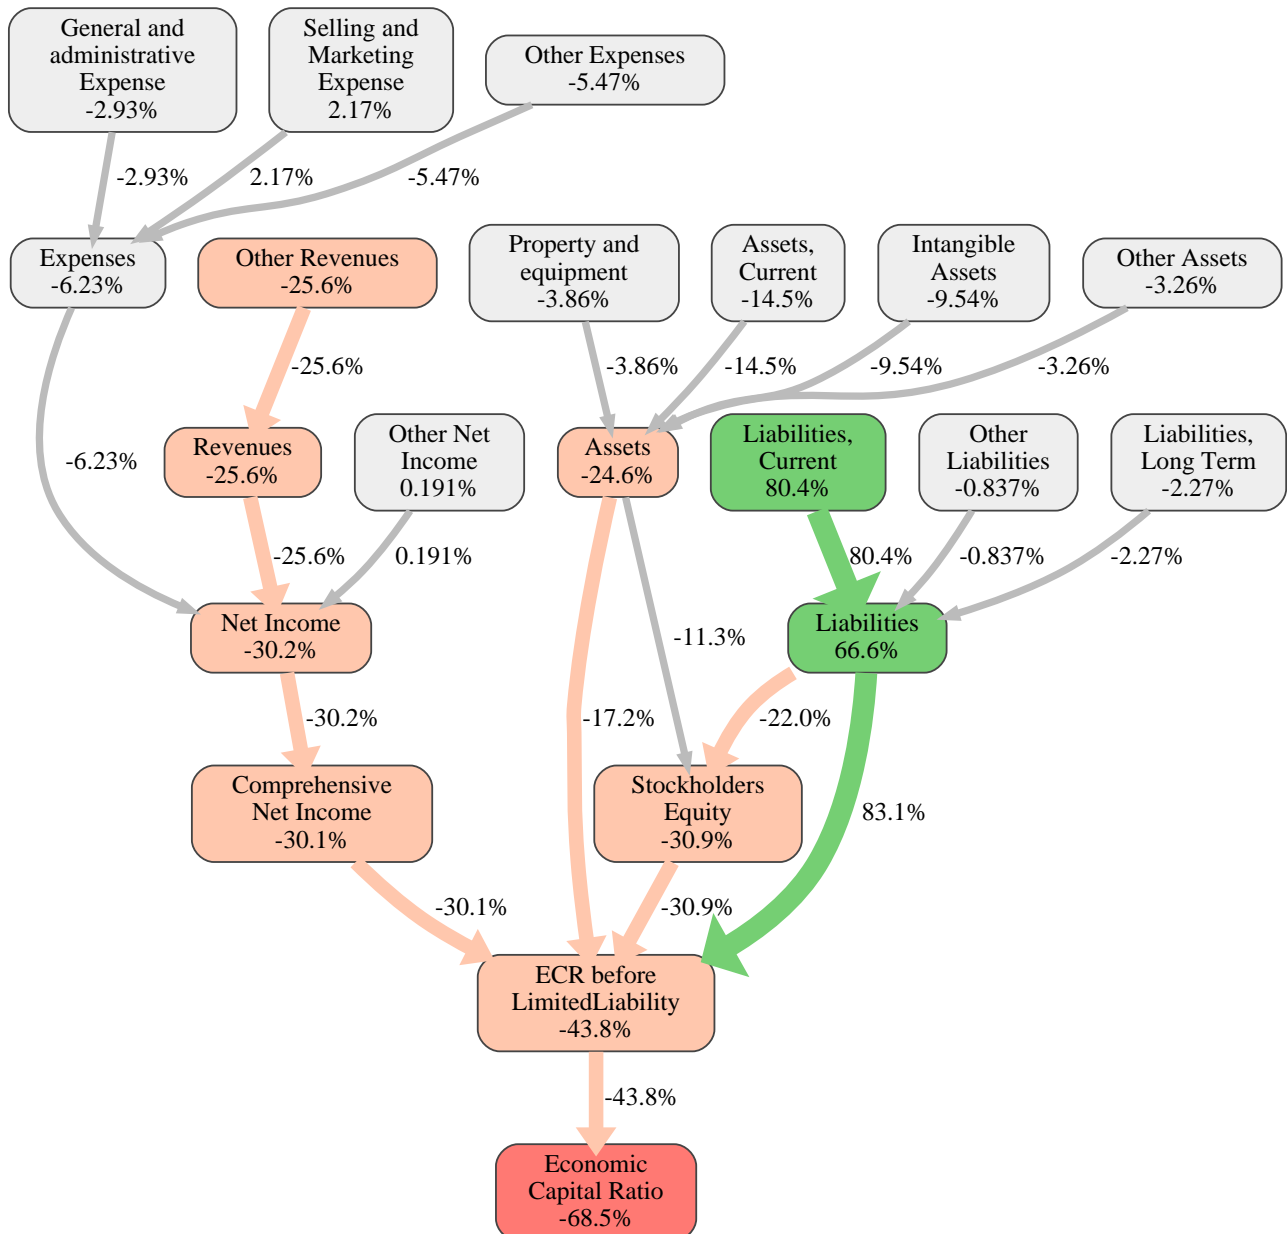 General and
administrative
Expense
-2.93%
Selling and
Marketing
Expense
2.17%
Other Expenses
-5.47%
-2.93%
2.17%
-5.47%
Expenses
-6.23%
Other Revenues
-25.6%
Property and
equipment
-3.86%
Assets,
Current
-14.5%
Intangible
Assets
-9.54%
Other Assets
-3.26%
-25.6%
-3.86%
-14.5%
-9.54%
-3.26%
-6.23%
Revenues
-25.6%
Other Net
Income
0.191%
Assets
-24.6%
Liabilities,
Current
80.4%
Other
Liabilities
-0.837%
Liabilities,
Long Term
-2.27%
-25.6%
0.191%
80.4%
-0.837%
-2.27%
Net Income
-30.2%
-11.3%
Liabilities
66.6%
-30.2%
-17.2%
-22.0%
Comprehensive
Net Income
-30.1%
Stockholders
Equity
-30.9%
83.1%
-30.1%
-30.9%
ECR before
LimitedLiability
-43.8%
-43.8%
Economic
Capital Ratio
-68.5%